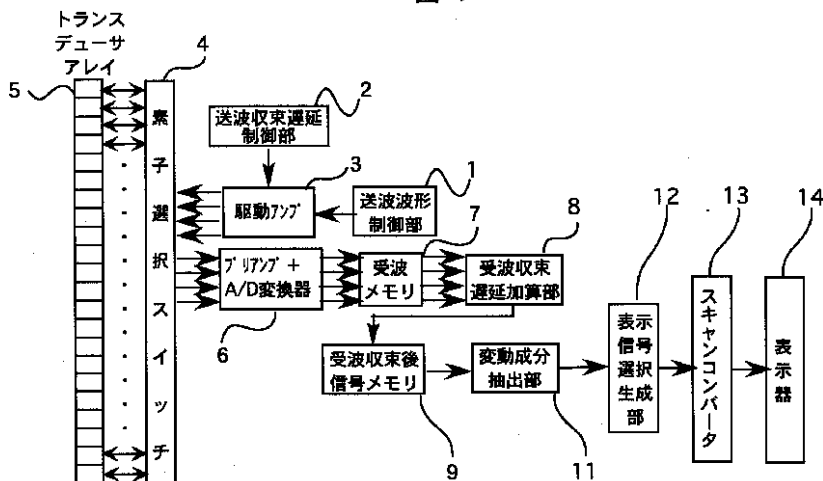 トランス
デューサ
アレイ
5
4
素子選択スイッチ
2
送波収束遅延
制御部
3
駆動アンプ
1
送波波形
制御部
プリアンプ+
A/D変換器
6
7
受波
メモリ
8
受波収束
遅延加算部
受波収束後
信号メモリ
9
変動成分
抽出部
11
12
表示
信号
選択
生成
部
13
スキャンコンバータ
14
表示器